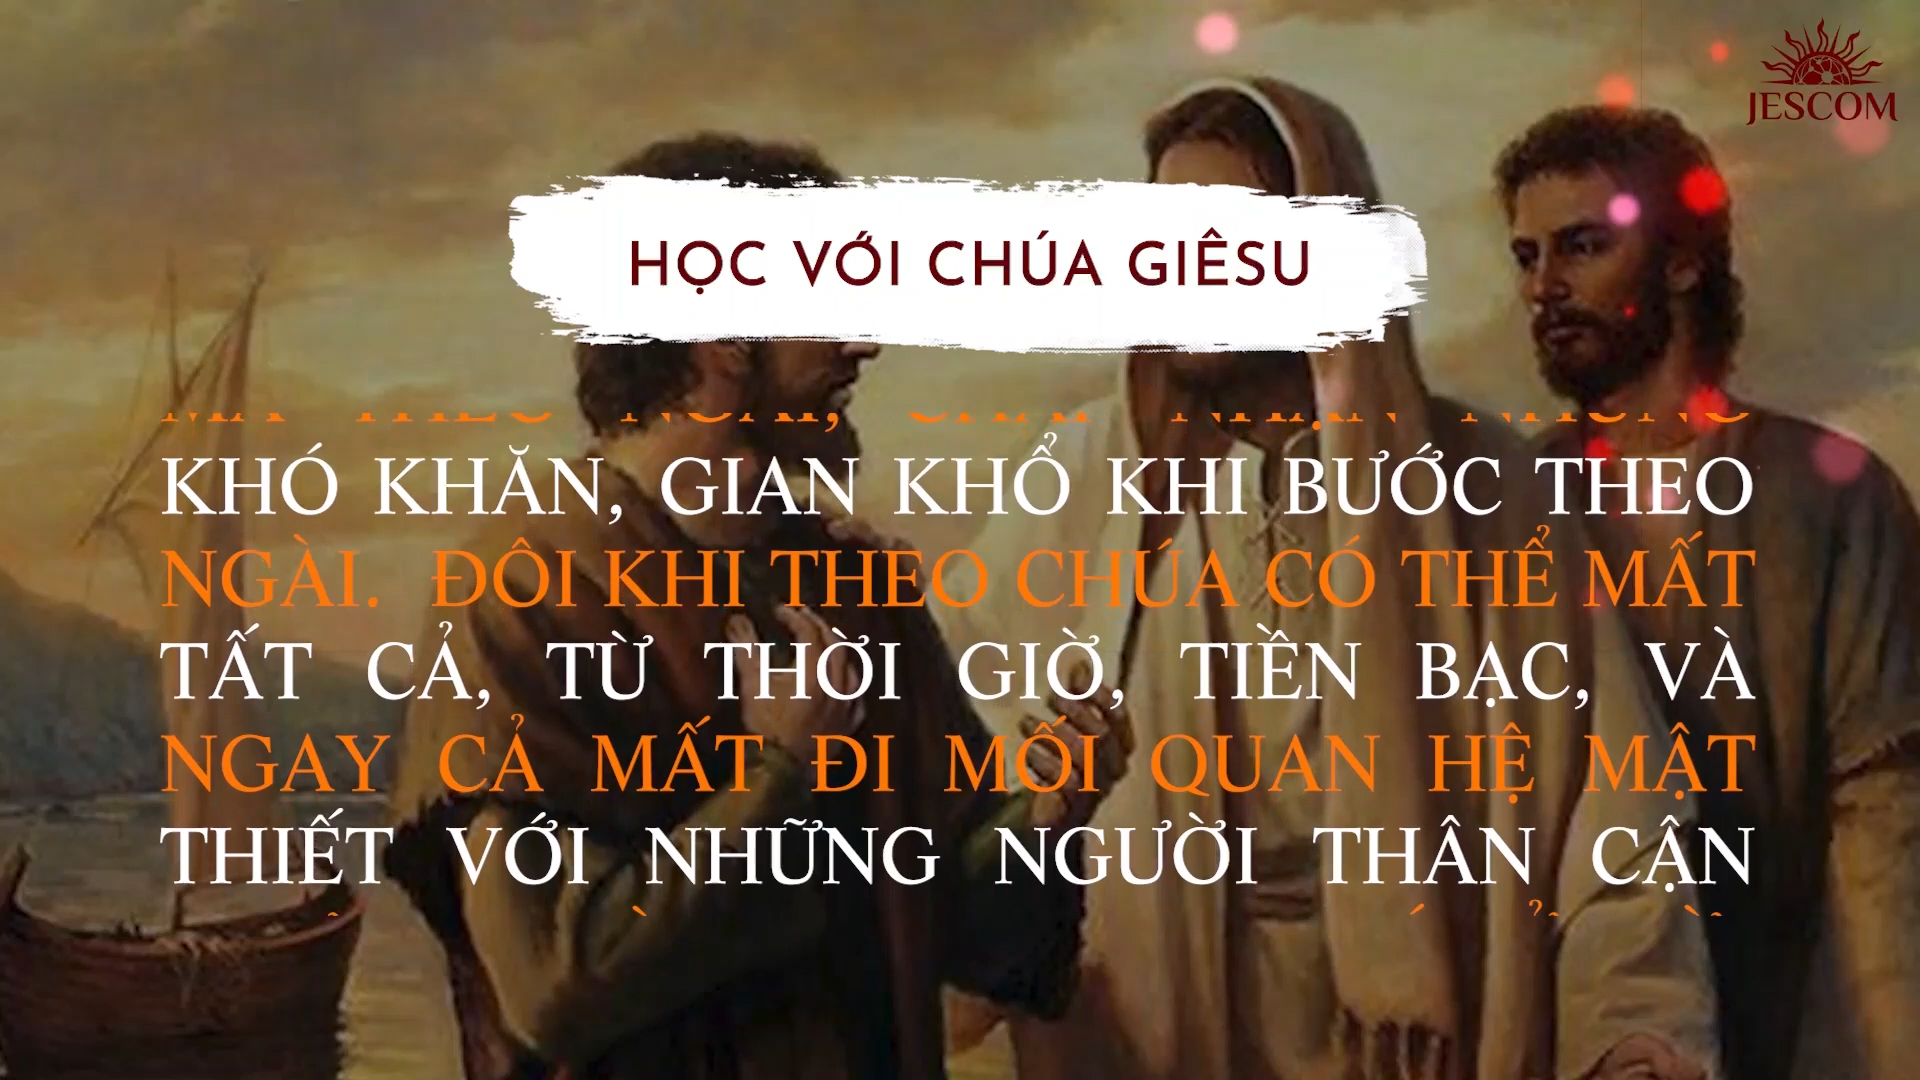 JESCOM
HỌC VỚI CHÚA GIÊSU
KHÓ KHĂN, GIAN KHỔ KHI BƯỚC THEO
NGÀI. ĐÔI KHI THEO CHÚA CÓ THỂ MẤT
TẤT CẢ, TỪ THỜI GIỜ, TIỀN BẠC, VÀ
NGAY CẢ MẤT ĐI MỐI QUAN HỆ MẬT
THIẾT VỚI NHỮNG NGƯỜI THÂN CẬN